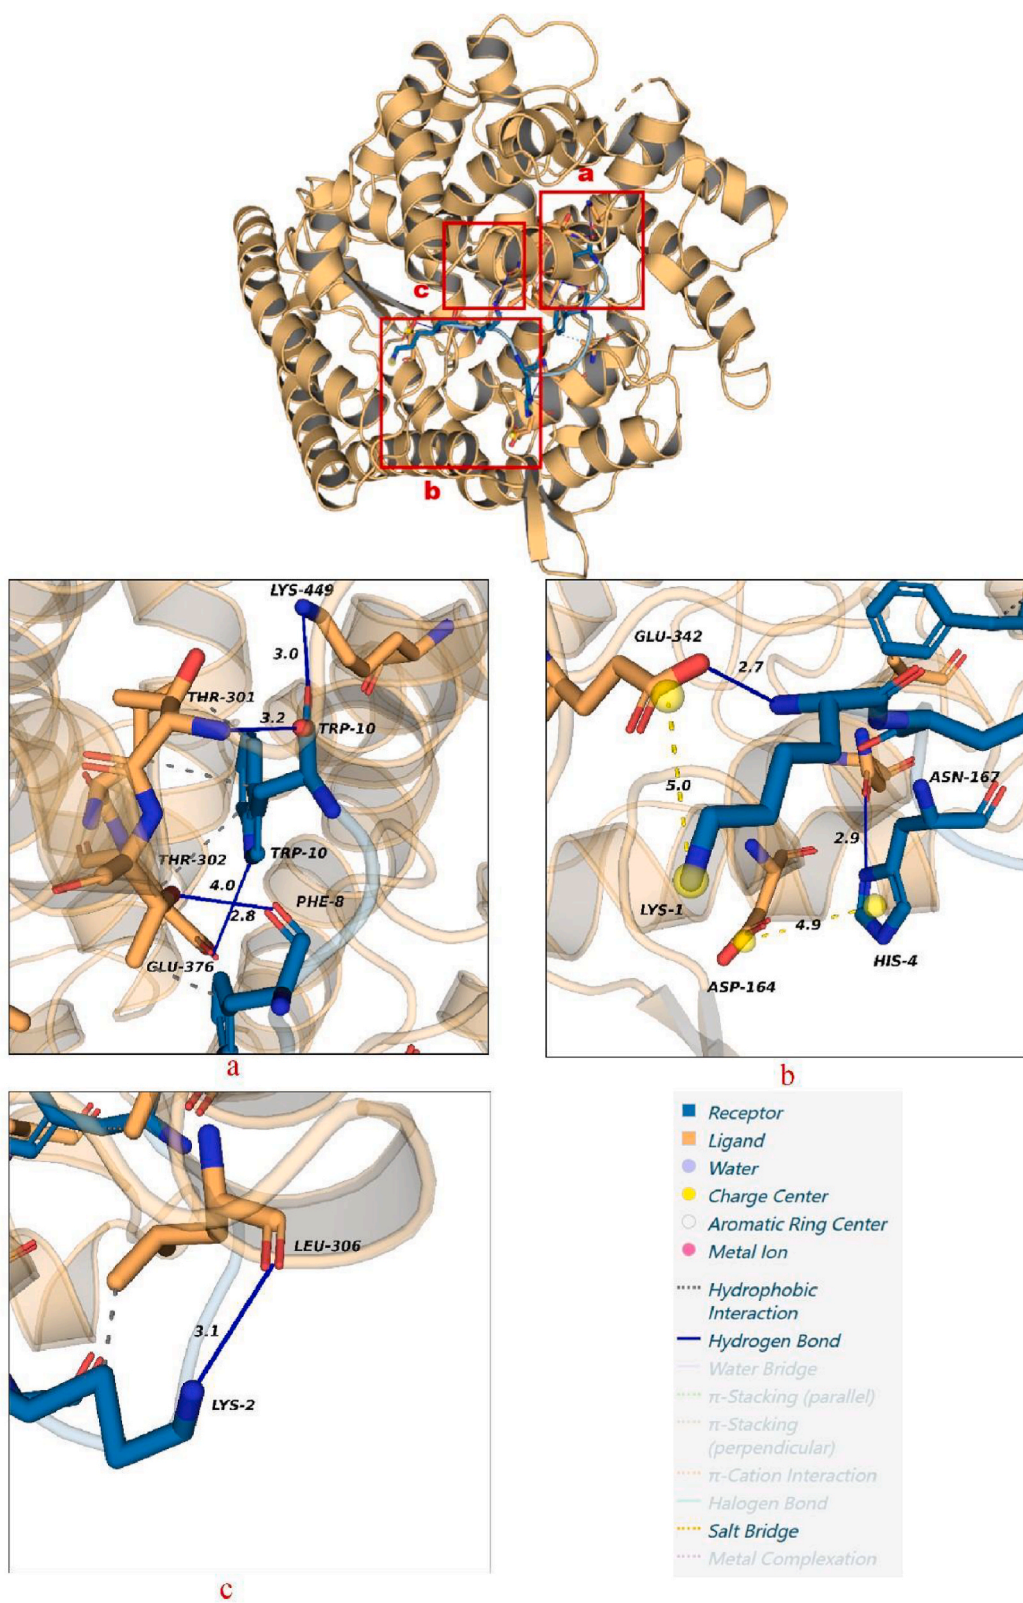 a
c
b
LYS-449
3.0
THR-301
3.2
TRP-10
TRP-10
THR-302
4.0
PHE-8
2.8
GLU-376
a
GLU-342
2.7
5.0
ASN-167
2.9
LYS-1
4.9
HIS-4
ASP-164
b
LEU-306
3.1
LYS-2
c
Receptor
Ligand
Water
Charge Center
Aromatic Ring Center
Metal Ion
Hydrophobic
Interaction
Hydrogen Bond
Water Bridge
π-Stacking (parallel)
π-Stacking
(perpendicular)
π-Cation Interaction
Halogen Bond
Salt Bridge
Metal Complexation